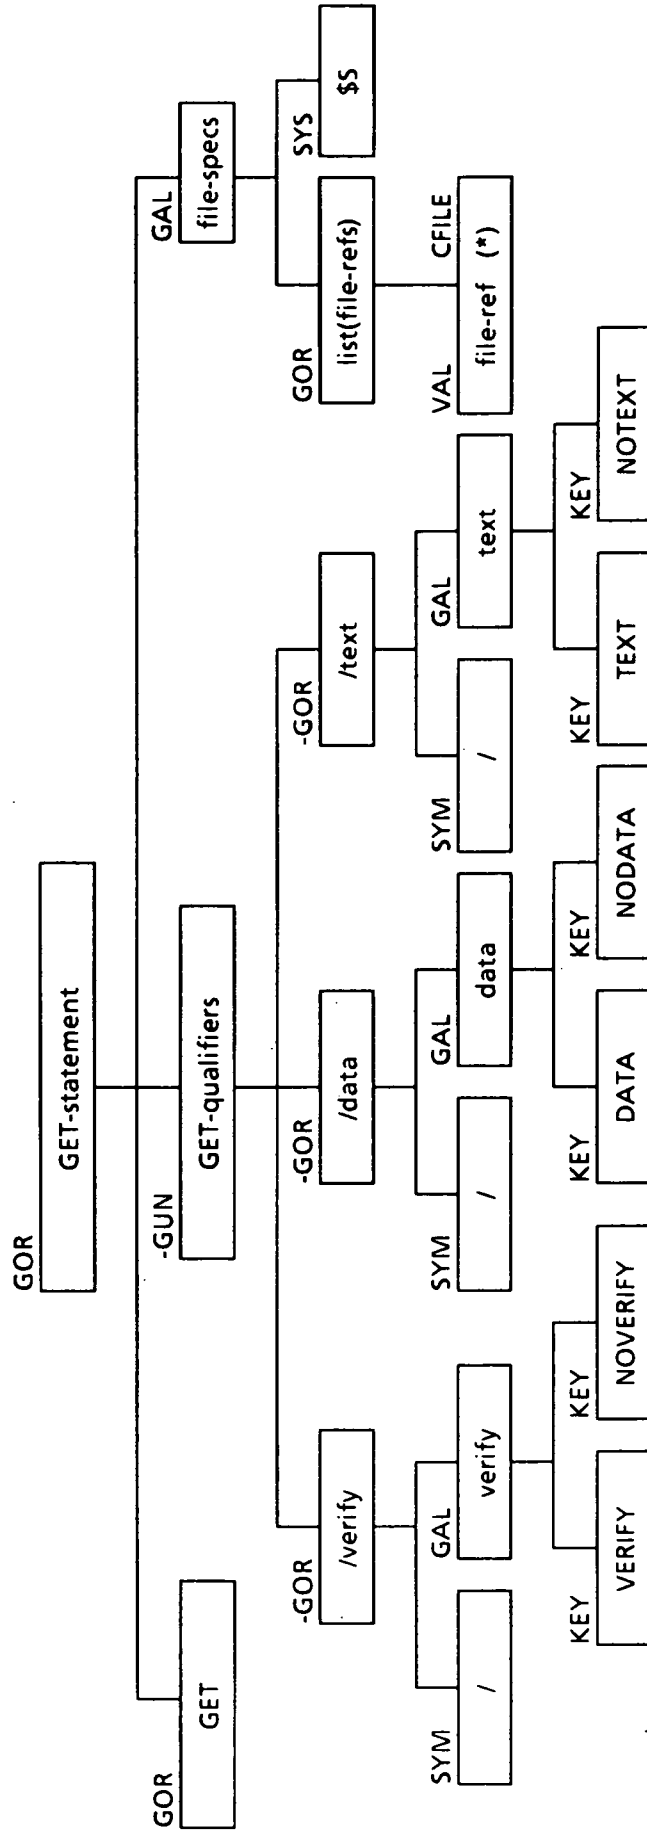 GOR
GET-statement
GOR
GET
-GUN
GET-qualifiers
GAL
file-specs
-GOR
/verify
-GOR
/data
-GOR
/text
GOR
list(file-refs)
SYS
$S
SYM
/
GAL
verify
SYM
/
GAL
data
SYM
/
GAL
text
VAL
CFILE
file-ref (*)
KEY
VERIFY
KEY
NOVERIFY
KEY
DATA
KEY
NODATA
KEY
TEXT
KEY
NOTEXT